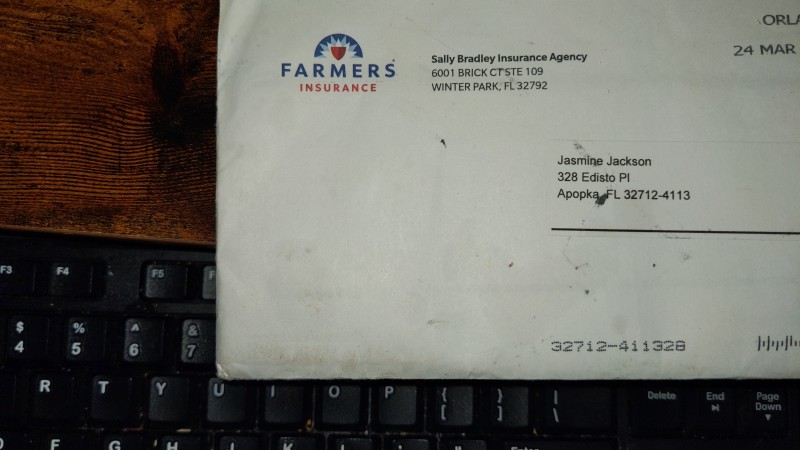 ORLA
24 MAR
FARMERS
INSURANCE
Sally Bradley Insurance Agency
6001 BRICK CT STE 109
WINTER PARK, FL 32792
Jasmine Jackson
328 Edisto Pl
Apopka, FL 32712-4113
32712-411328
F3 F4 F5 F
$ % ^ &
4 5 6 7
R T Y U I O P { } | Delete End Page
[ ] \ Down
F G H J K L : " Enter